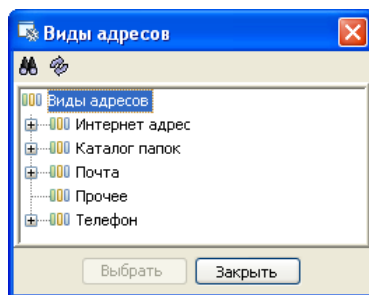 Виды адресов
Виды адресов
Интернет адрес
Каталог папок
Почта
Прочее
Телефон
Выбрать Закрыть